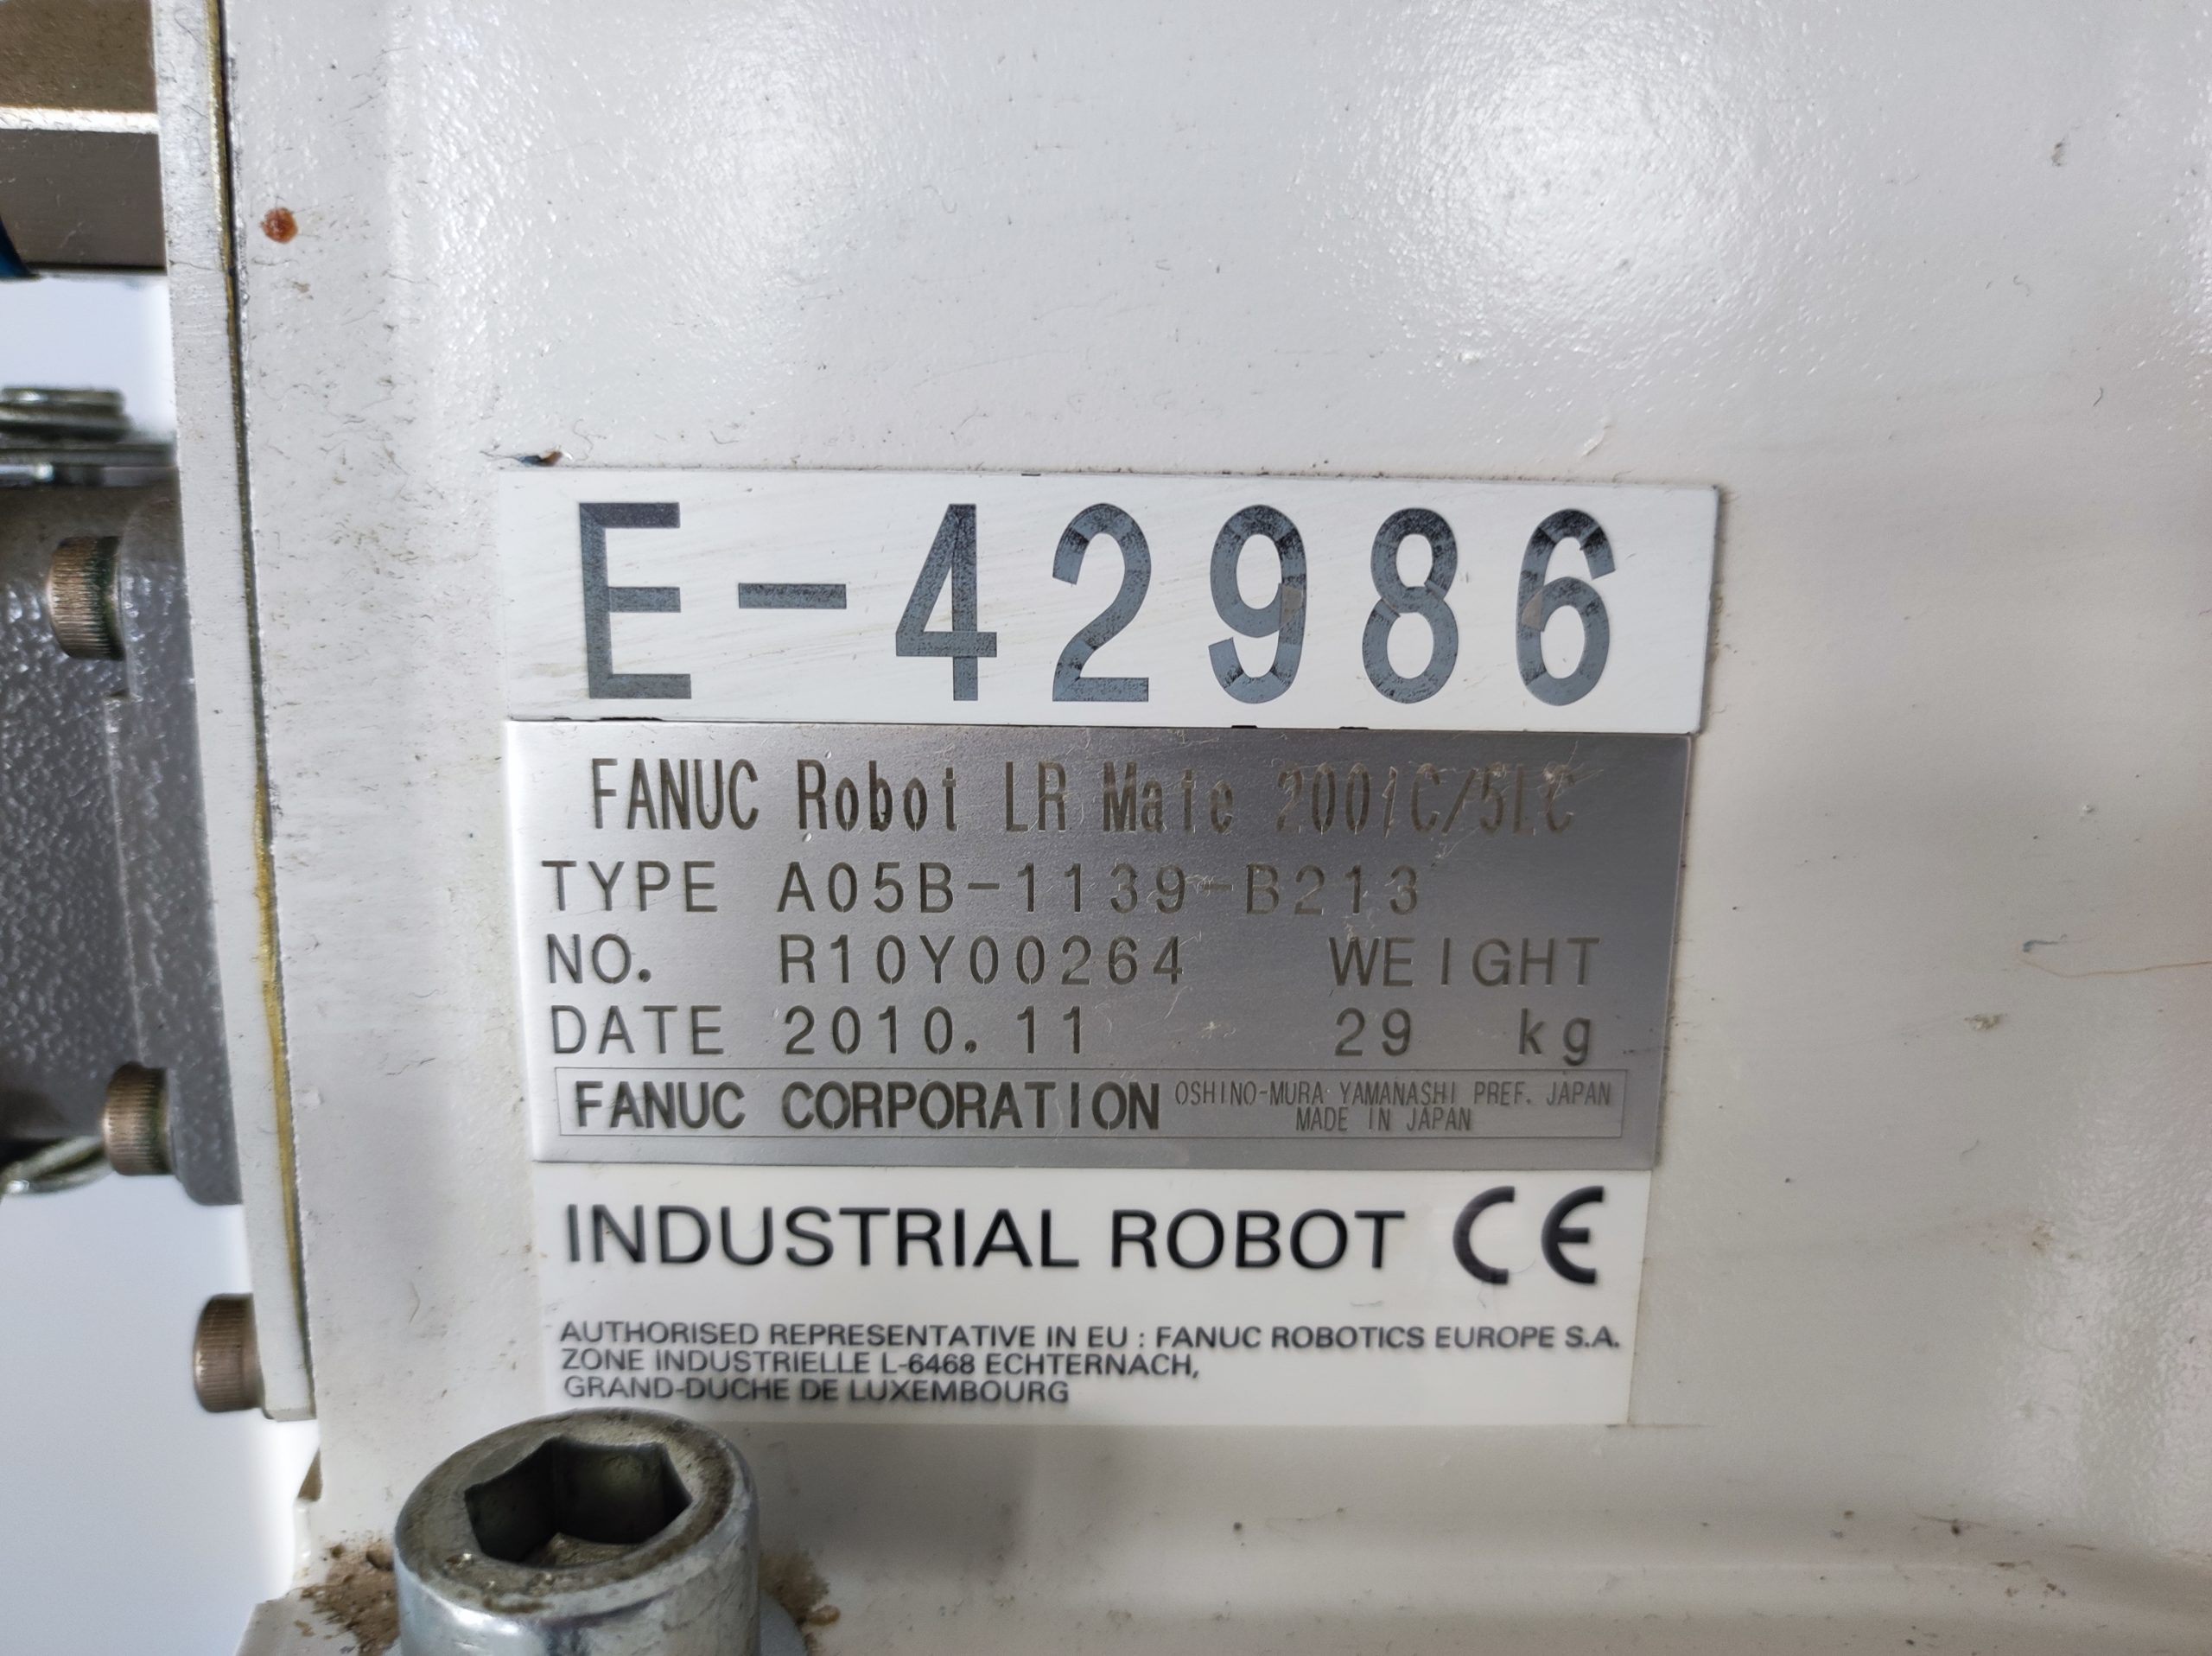 E-42986
FANUC Robot LR Mate 200iC/5LC
TYPE A05B-1139-B213
NO. R10Y00264 WEIGHT
DATE 2010.11 29 kg
FANUC CORPORATION OSHINO-MURA YAMANASHI PREF. JAPAN
MADE IN JAPAN
INDUSTRIAL ROBOT CE
AUTHORISED REPRESENTATIVE IN EU : FANUC ROBOTICS EUROPE S.A.
ZONE INDUSTRIELLE L-6468 ECHTERNACH,
GRAND-DUCHE DE LUXEMBOURG